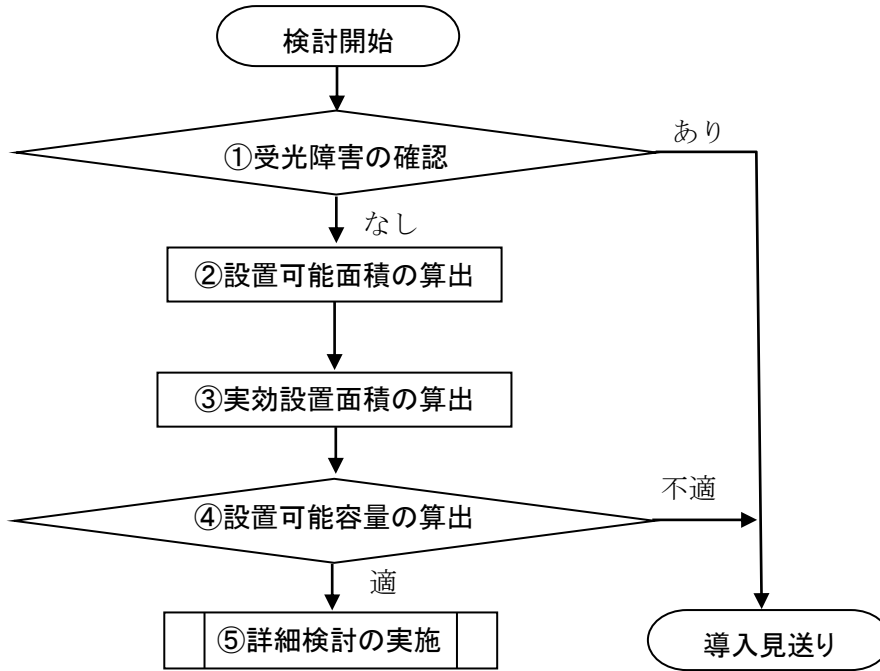 検討開始
①受光障害の確認
あり
なし
②設置可能面積の算出
③実効設置面積の算出
④設置可能容量の算出
不適
適
⑤詳細検討の実施
導入見送り